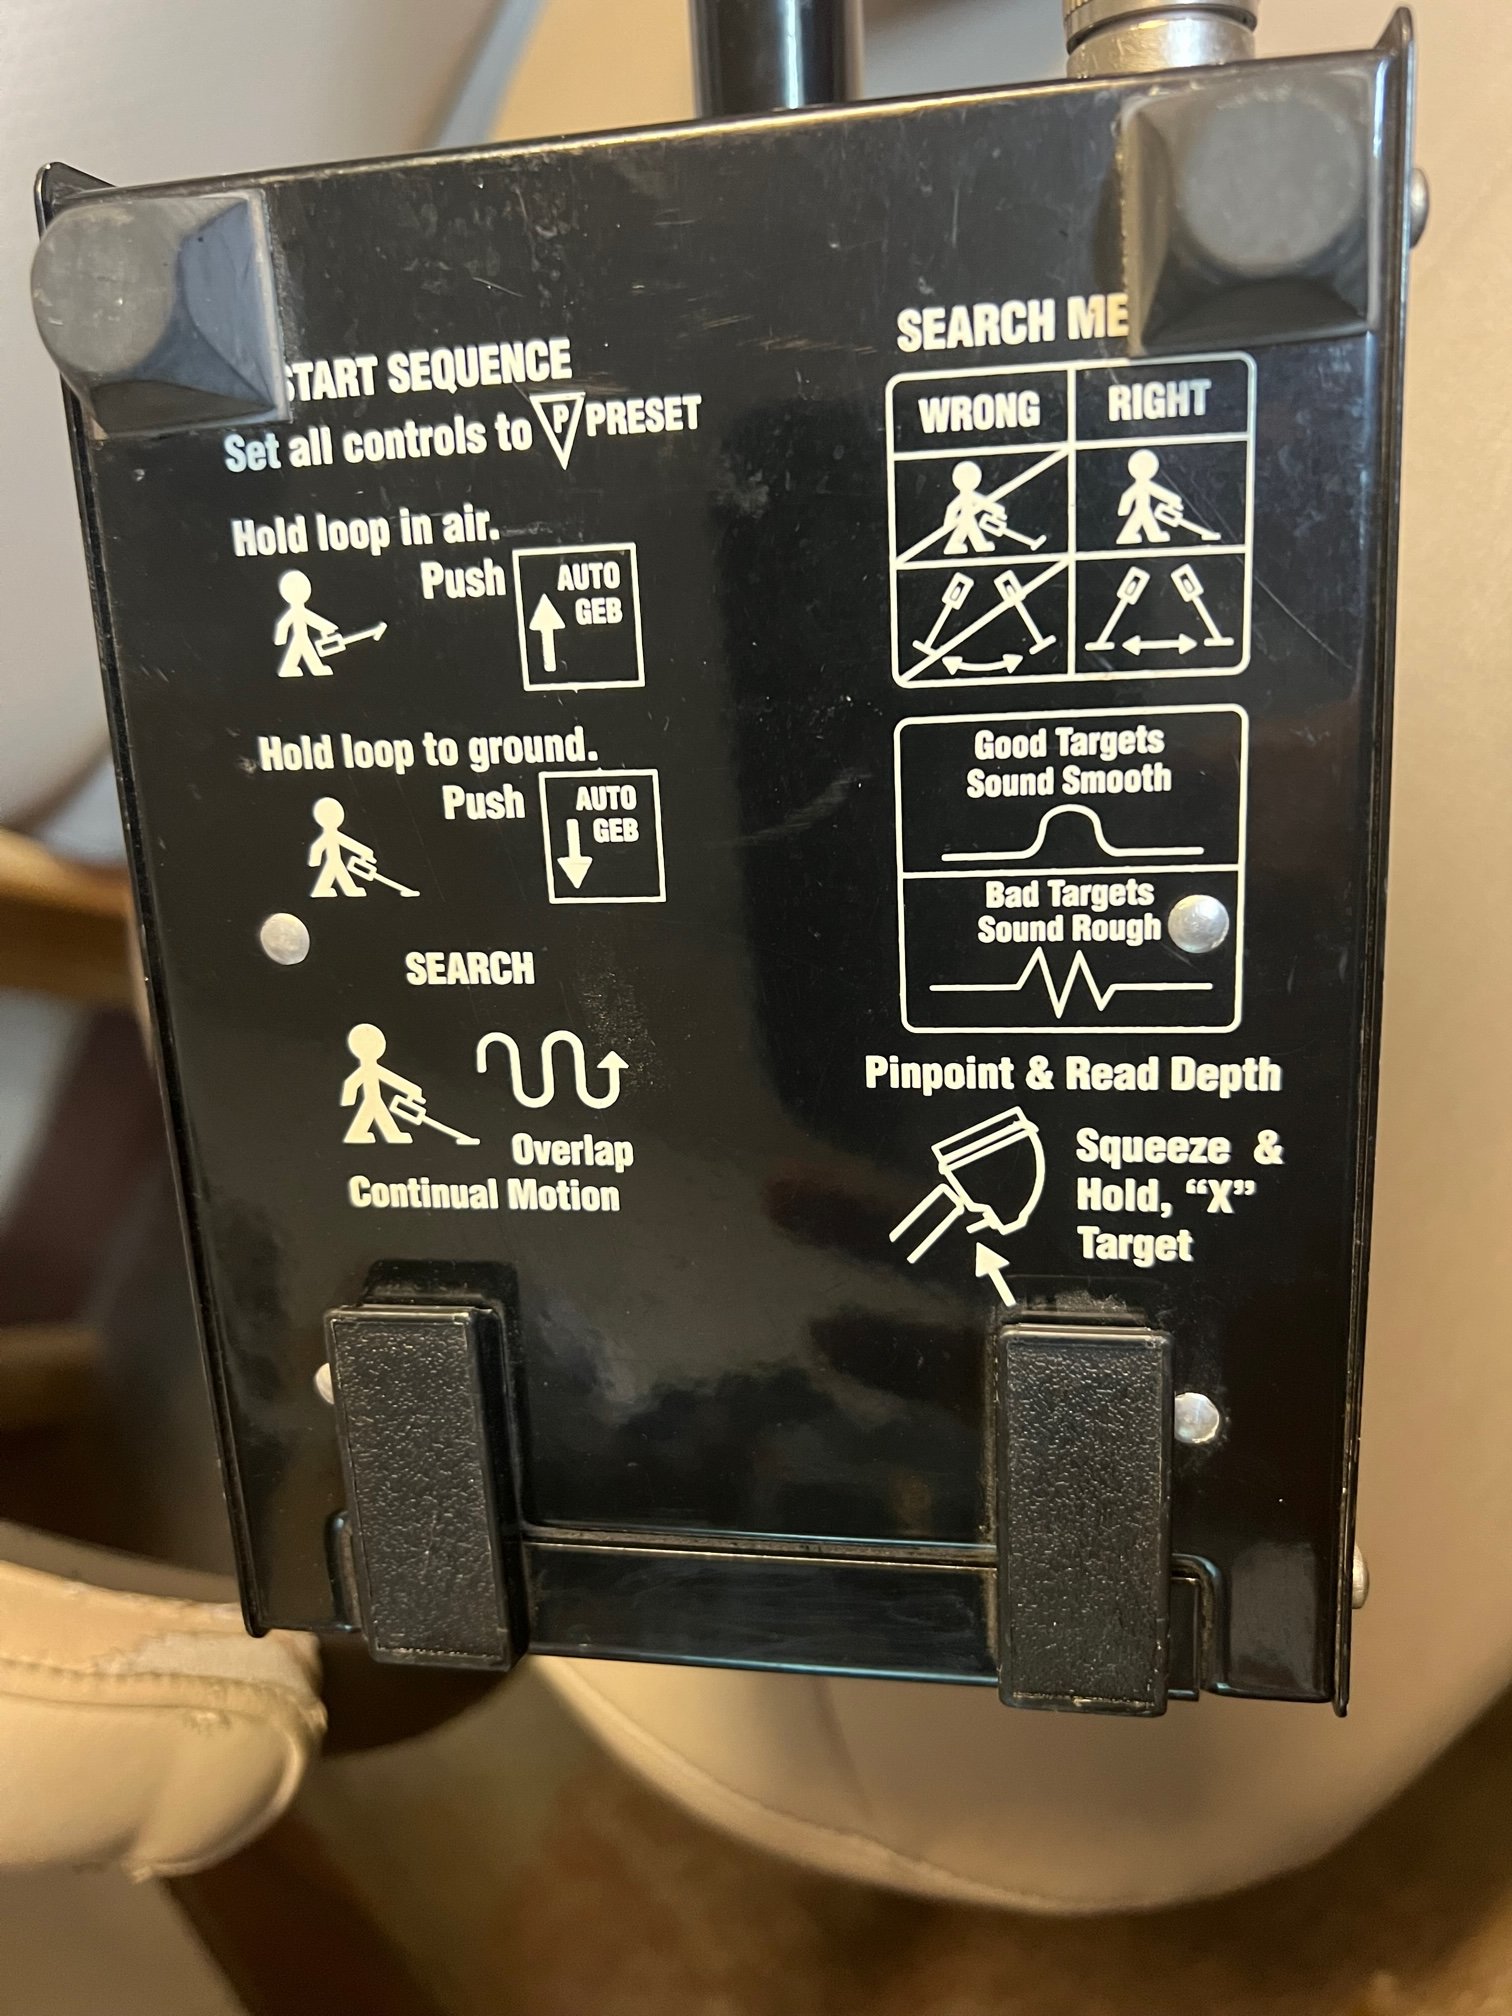 START SEQUENCE
Set all controls to P PRESET
Hold loop in air.
Push
AUTO
GEB
Hold loop to ground.
Push
AUTO
GEB
SEARCH
Overlap
Continual Motion
SEARCH ME
WRONG
RIGHT
Good Targets
Sound Smooth
Bad Targets
Sound Rough
Pinpoint & Read Depth
Squeeze &
Hold, “X”
Target